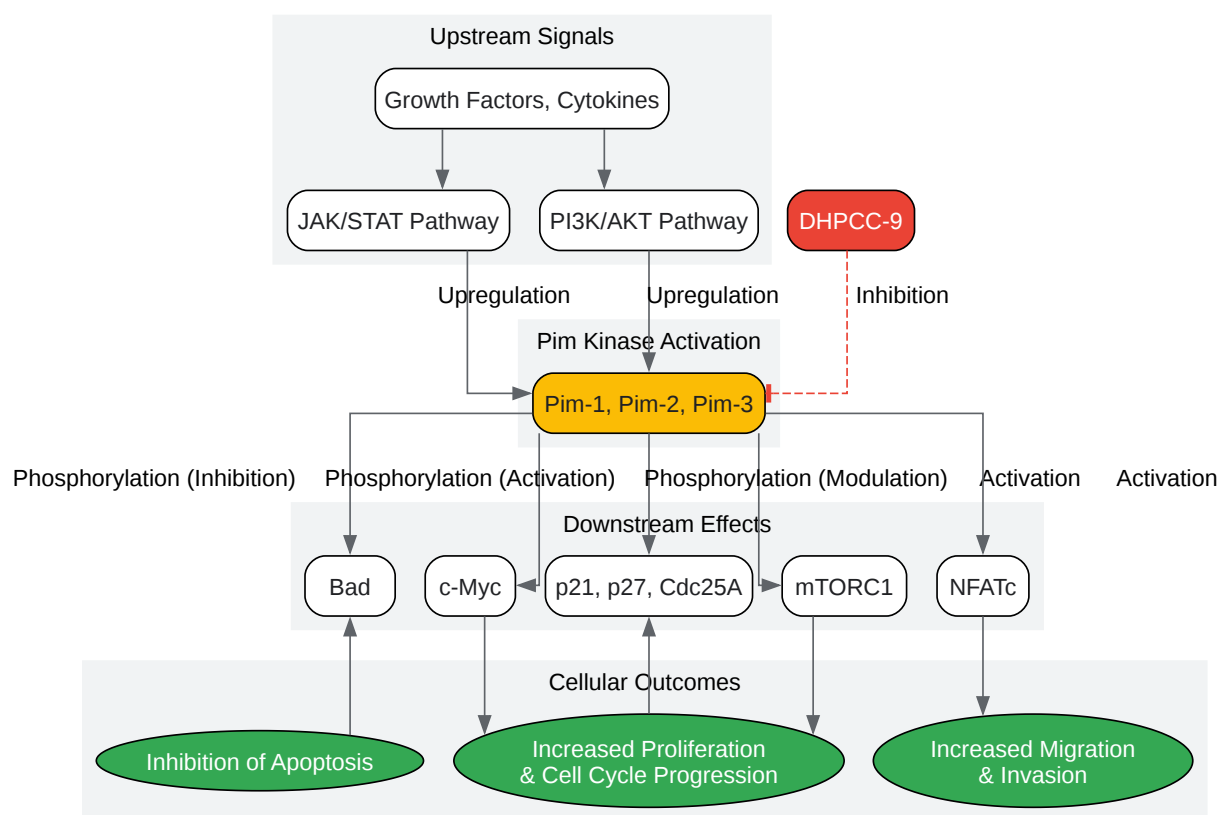 Upstream Signals
Growth Factors, Cytokines
JAK/STAT Pathway
PI3K/AKT Pathway
DHPCC-9
Upregulation
Upregulation
Inhibition
Pim Kinase Activation
Pim-1, Pim-2, Pim-3
Phosphorylation (Inhibition)
Phosphorylation (Activation)
Phosphorylation (Modulation)
Activation
Activation
Downstream Effects
Bad
c-Myc
p21, p27, Cdc25A
mTORC1
NFATc
Cellular Outcomes
Inhibition of Apoptosis
Increased Proliferation
& Cell Cycle Progression
Increased Migration
& Invasion